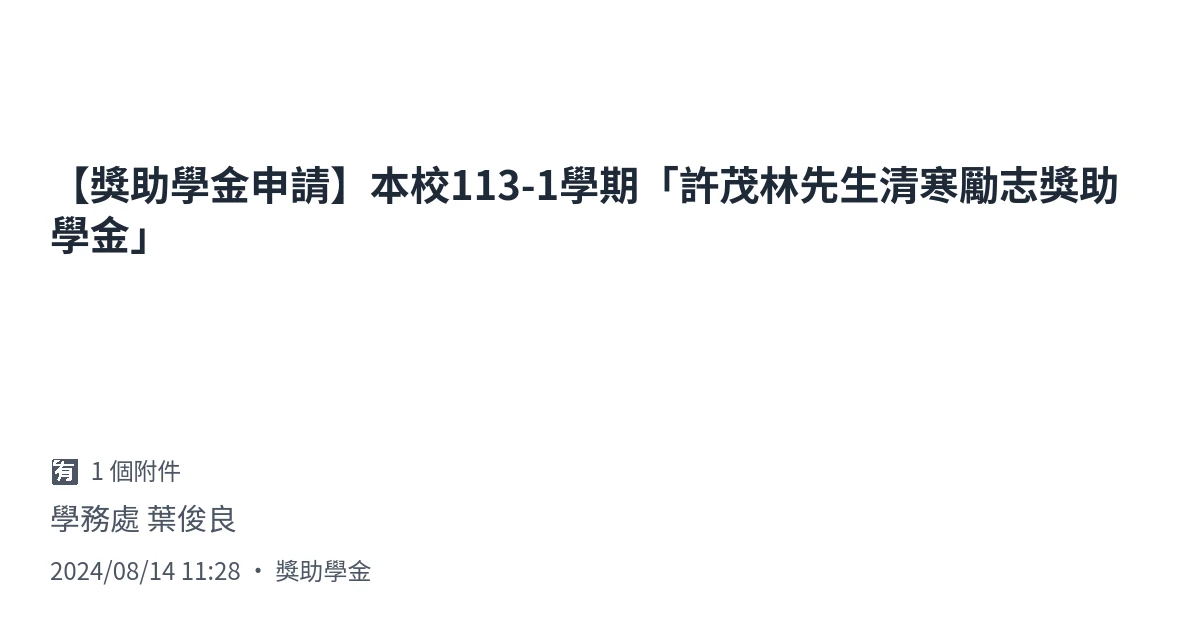 【獎助學金申請】本校113-1學期「許茂林先生清寒勵志獎助
學金」
有 1 個附件
學務處 葉俊良
2024/08/14 11:28 ・ 獎助學金